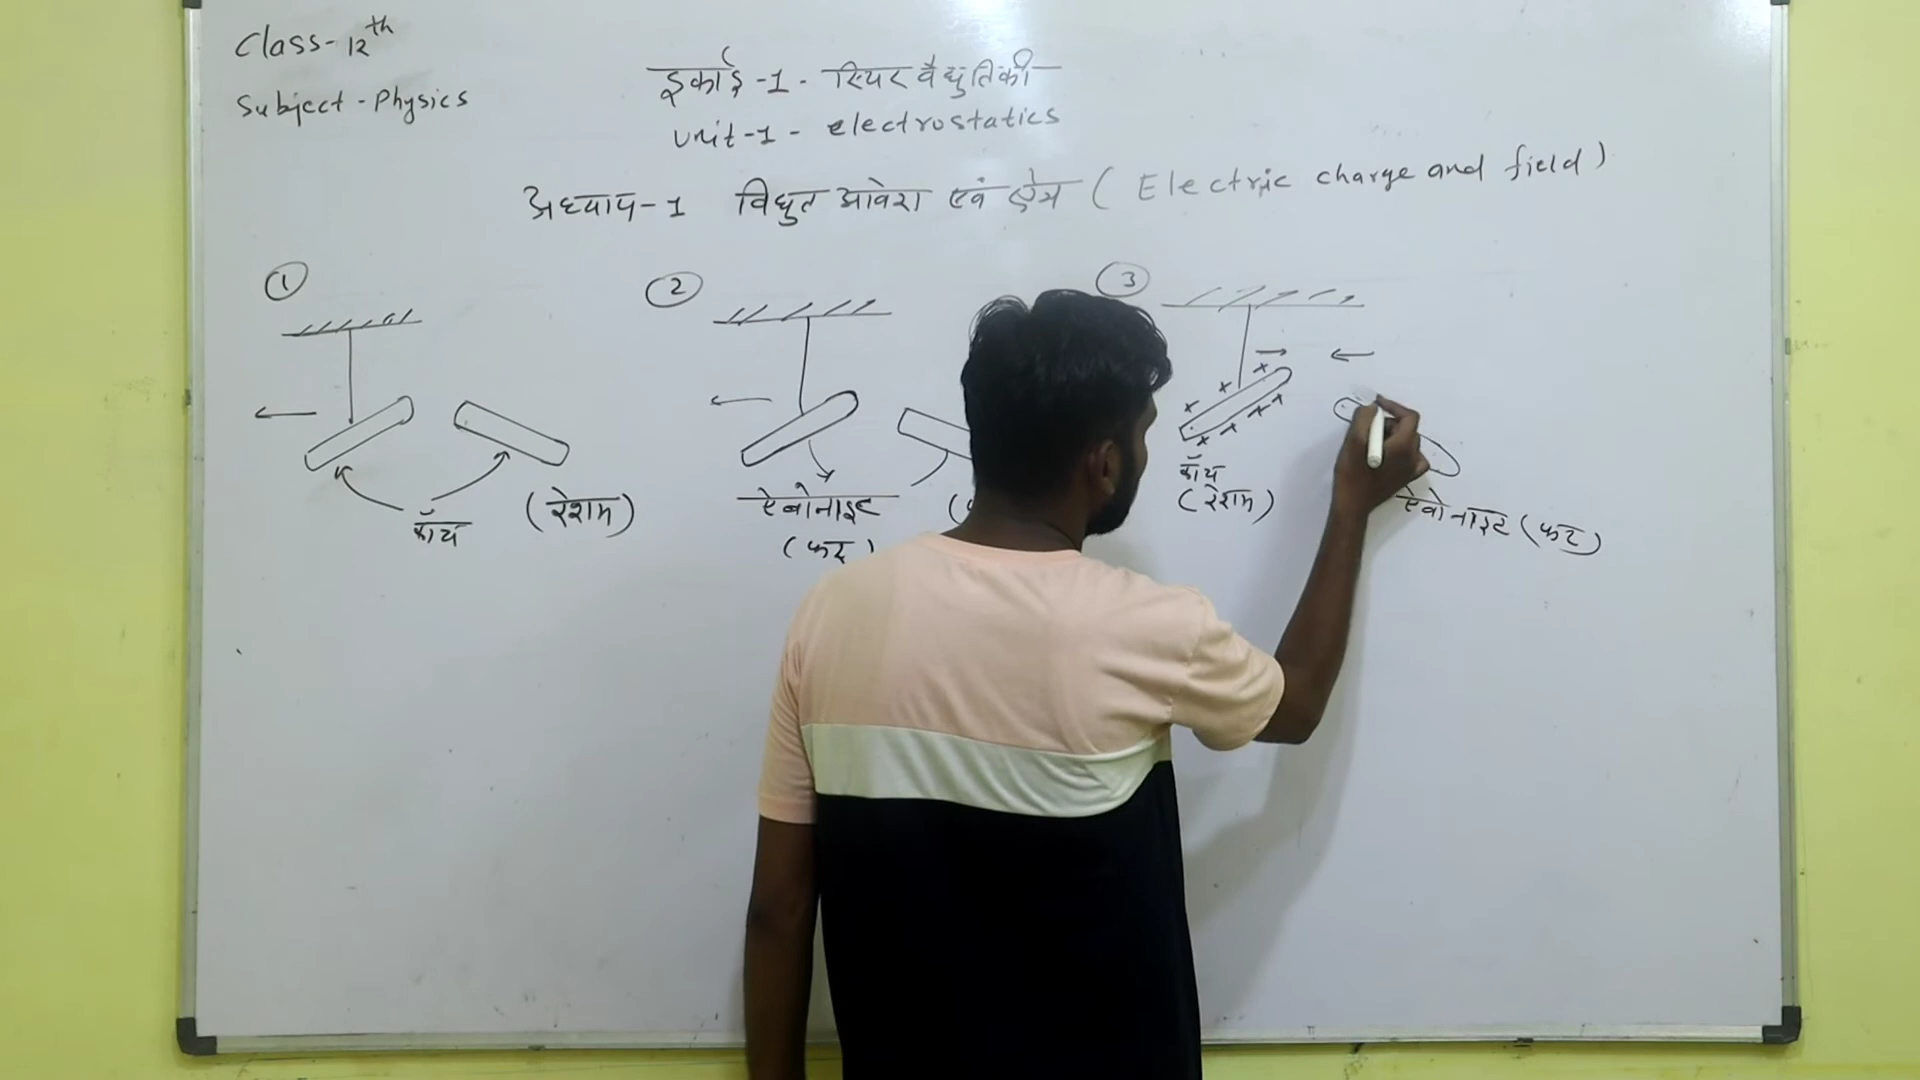 Class-12th
Subject-Physics
इकाई-1- स्थिर वैधुतिकी
Unit-1- electrostatics
अध्याय-1 विधुत आवेश एवं क्षेत्र (Electric charge and field)
1
2
3
काँच
(रेशम)
ऐबोनाइट
(फर)
काँच
(रेशम)
ऐबोनाइट (फर)